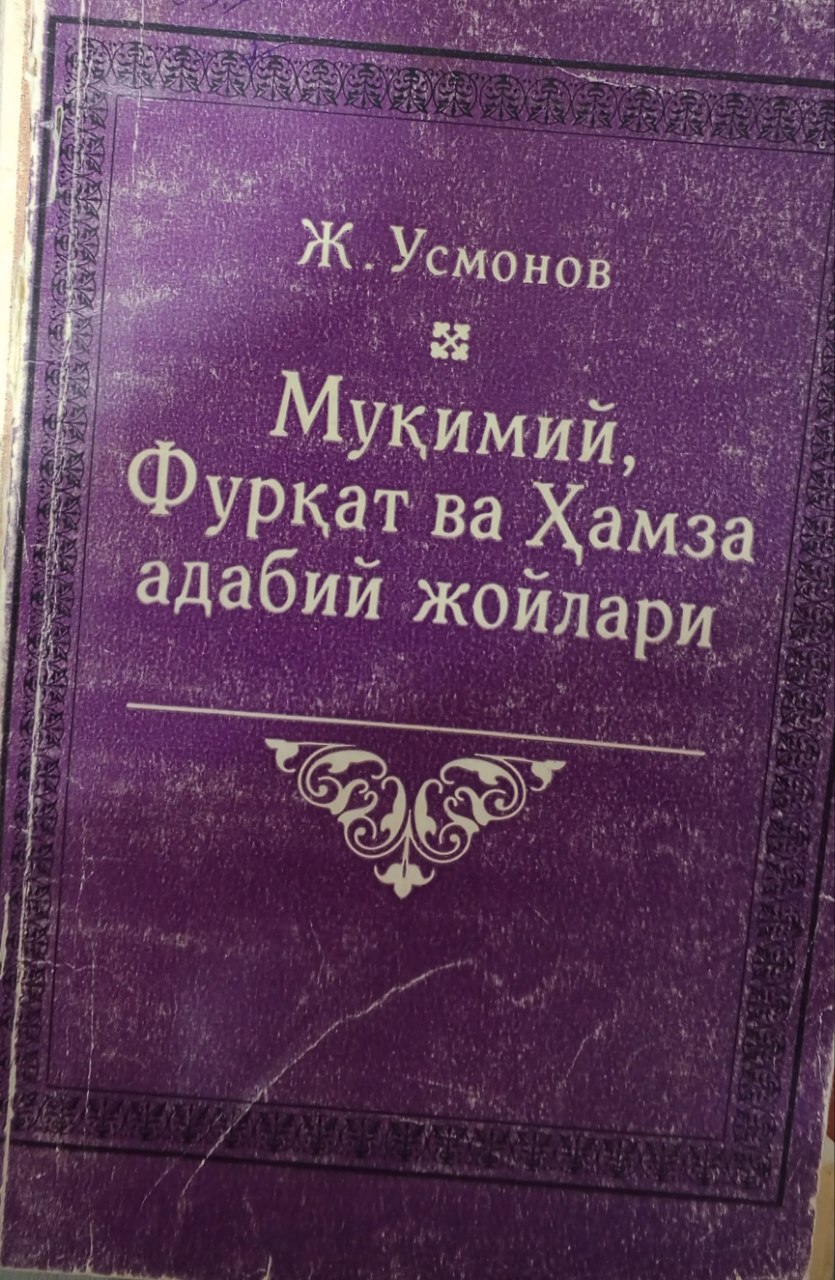 Ж. Усмонов
Муқимий,
Фурқат ва Ҳамза
адабий жойлари